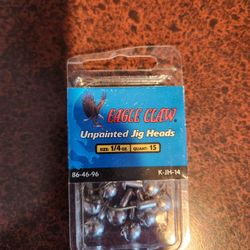 EAGLE CLAW
Unpainted Jig Heads
SIZE: 1/4 OZ. QUANT: 15
86-46-96 K-JH-14